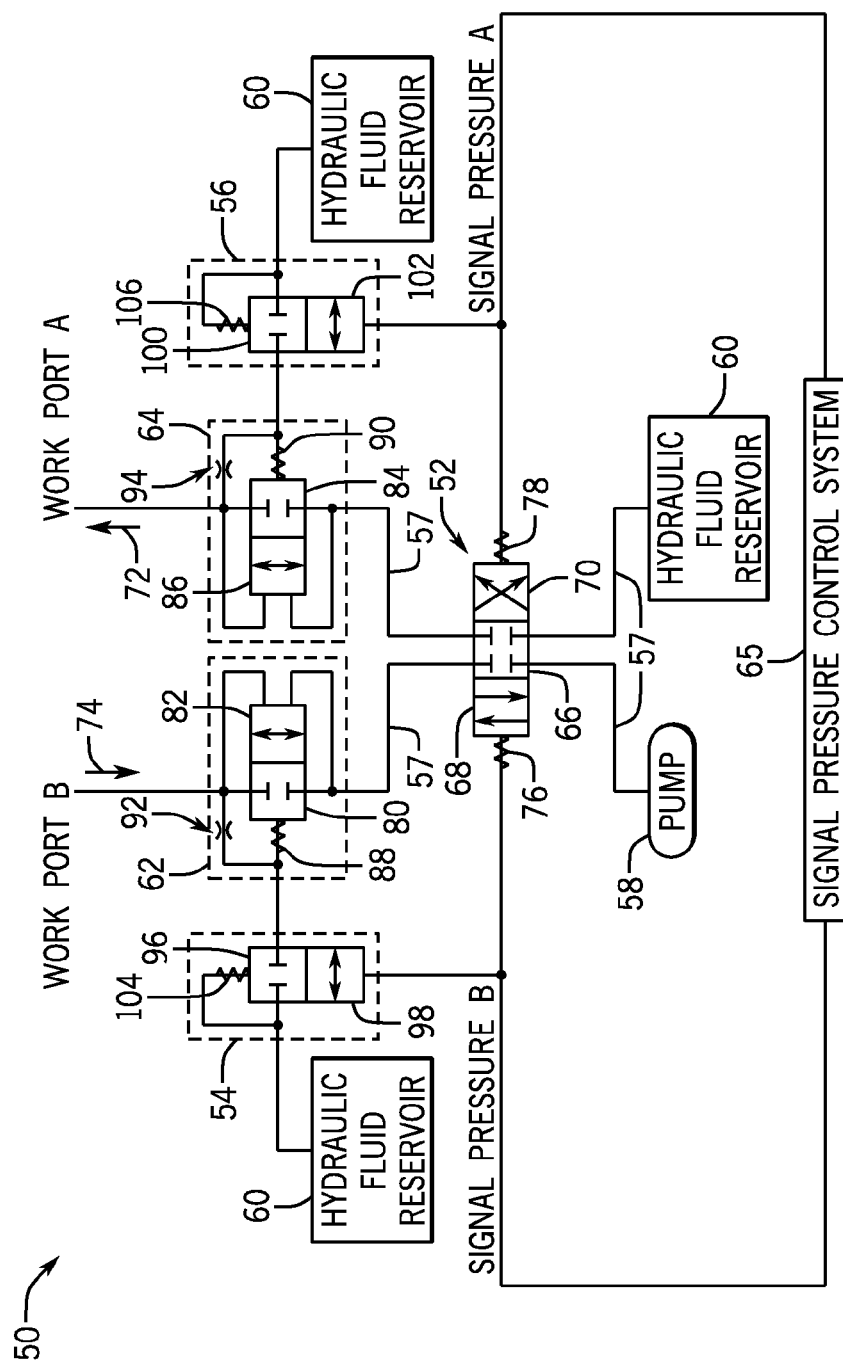 50
WORK PORT B
WORK PORT A
74
72
92
94
62
64
56
106
100
102
60
HYDRAULIC
FLUID
RESERVOIR
54
104
96
98
88
80
82
86
84
90
60
HYDRAULIC
FLUID
RESERVOIR
57
57
52
SIGNAL PRESSURE B
SIGNAL PRESSURE A
68
76
66
70
78
57
58
PUMP
60
HYDRAULIC
FLUID
RESERVOIR
65
SIGNAL PRESSURE CONTROL SYSTEM